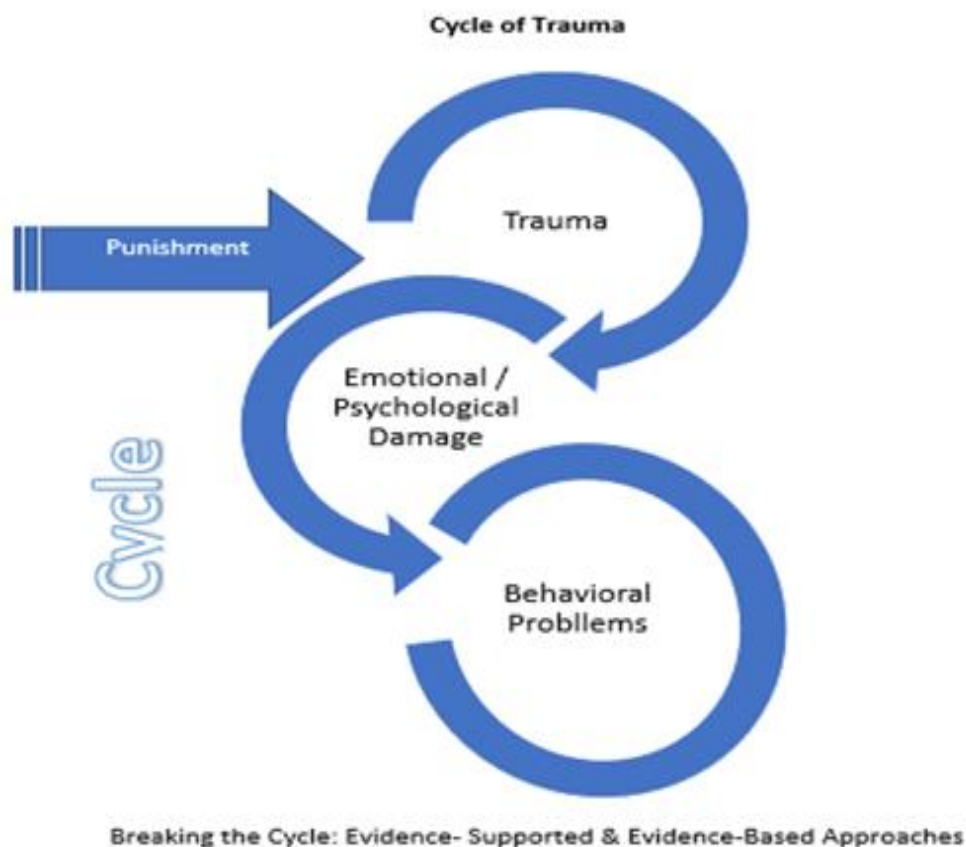 Cycle of Trauma
Trauma
Punishment
Emotional /
Psychological
Damage
Cycle
Behavioral
Probllems
Breaking the Cycle: Evidence- Supported & Evidence-Based Approaches